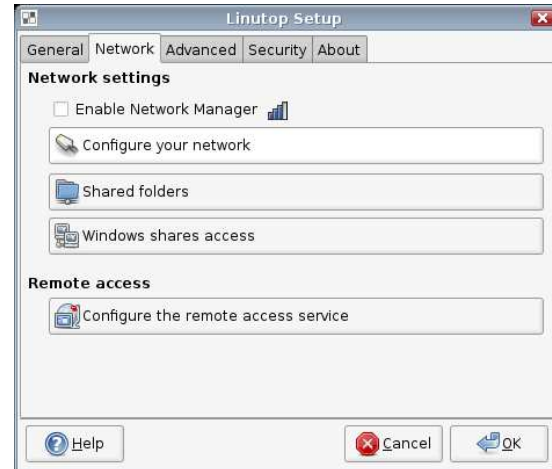 Linutop Setup
General Network Advanced Security About
Network settings
Enable Network Manager
Configure your network
Shared folders
Windows shares access
Remote access
Configure the remote access service
Help Cancel OK